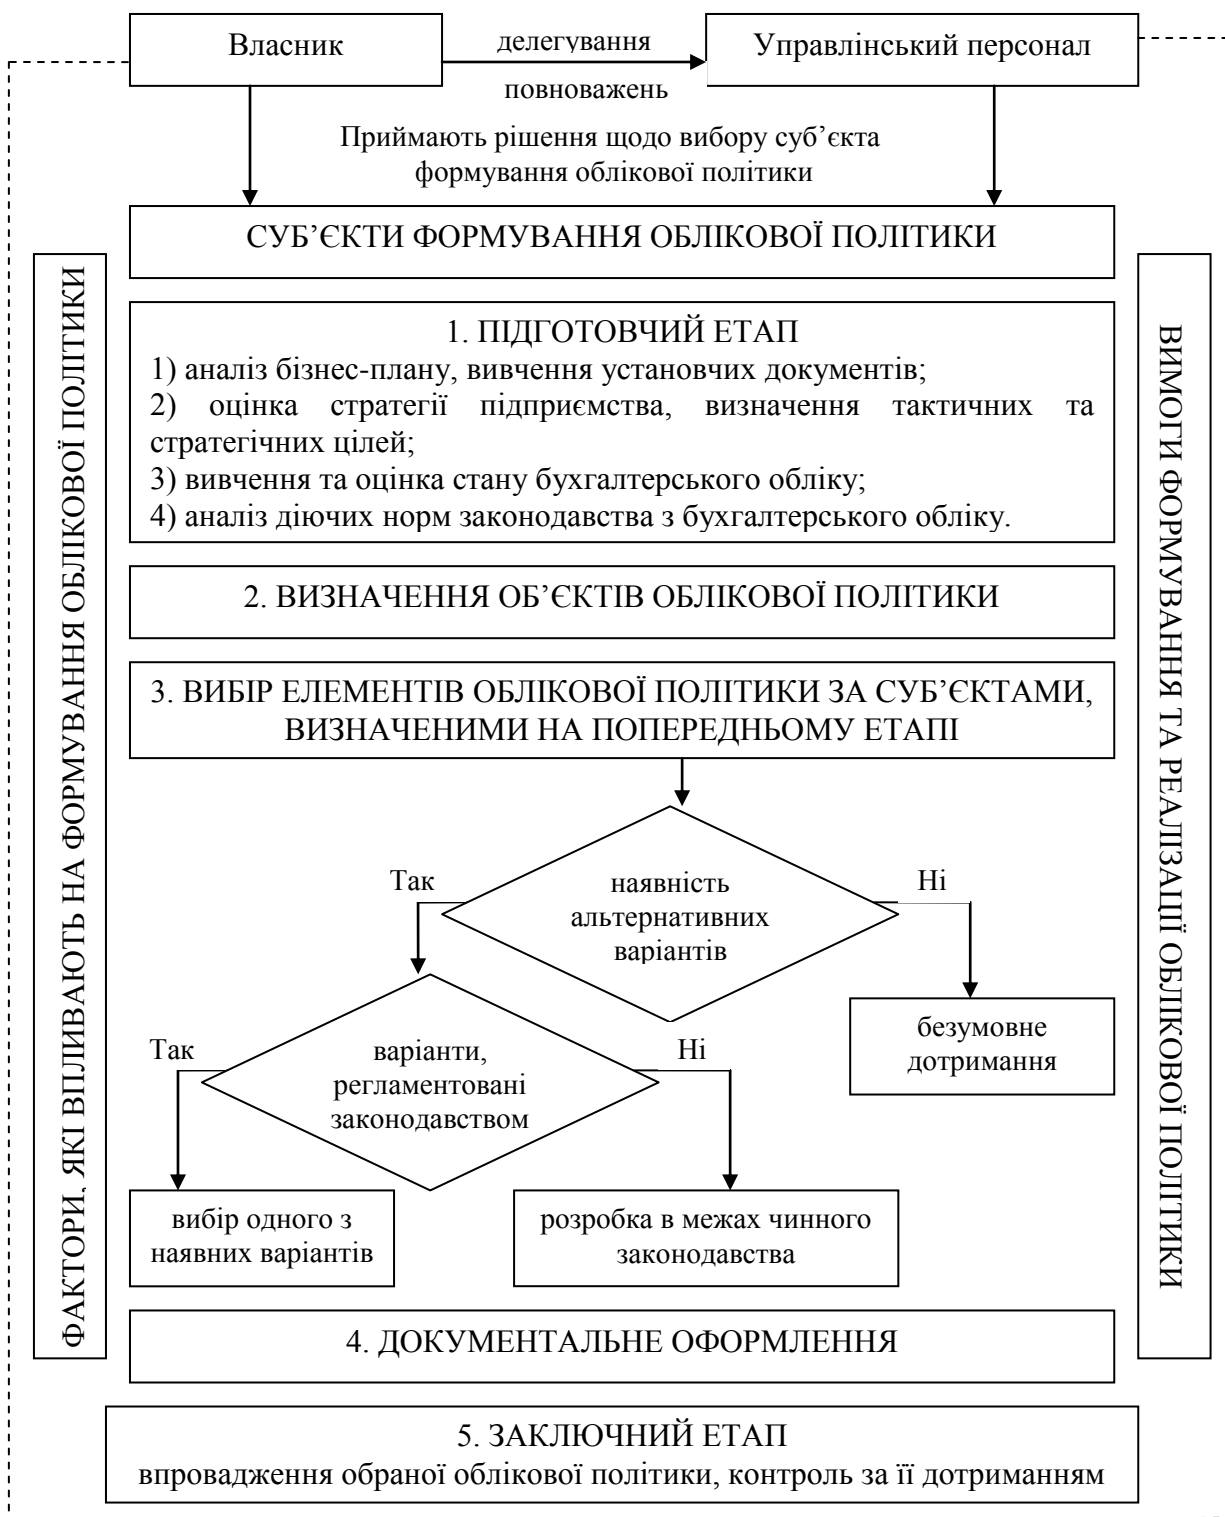 Власник
делегування
повноважень
Управлінський персонал
Приймають рішення щодо вибору суб’єкта
формування облікової політики
СУБ’ЄКТИ ФОРМУВАННЯ ОБЛІКОВОЇ ПОЛІТИКИ
ФАКТОРИ, ЯКІ ВПЛИВАЮТЬ НА ФОРМУВАННЯ ОБЛІКОВОЇ ПОЛІТИКИ
ВИМОГИ ФОРМУВАННЯ ТА РЕАЛІЗАЦІЇ ОБЛІКОВОЇ ПОЛІТИКИ
1. ПІДГОТОВЧИЙ ЕТАП
1) аналіз бізнес-плану, вивчення установчих документів;
2) оцінка стратегії підприємства, визначення тактичних та
стратегічних цілей;
3) вивчення та оцінка стану бухгалтерського обліку;
4) аналіз діючих норм законодавства з бухгалтерського обліку.
2. ВИЗНАЧЕННЯ ОБ’ЄКТІВ ОБЛІКОВОЇ ПОЛІТИКИ
3. ВИБІР ЕЛЕМЕНТІВ ОБЛІКОВОЇ ПОЛІТИКИ ЗА СУБ’ЄКТАМИ,
ВИЗНАЧЕНИМИ НА ПОПЕРЕДНЬОМУ ЕТАПІ
Так
наявність
альтернативних
варіантів
Ні
безумовне
дотримання
Так
варіанти,
регламентовані
законодавством
Ні
вибір одного з
наявних варіантів
розробка в межах чинного
законодавства
4. ДОКУМЕНТАЛЬНЕ ОФОРМЛЕННЯ
5. ЗАКЛЮЧНИЙ ЕТАП
впровадження обраної облікової політики, контроль за її дотриманням